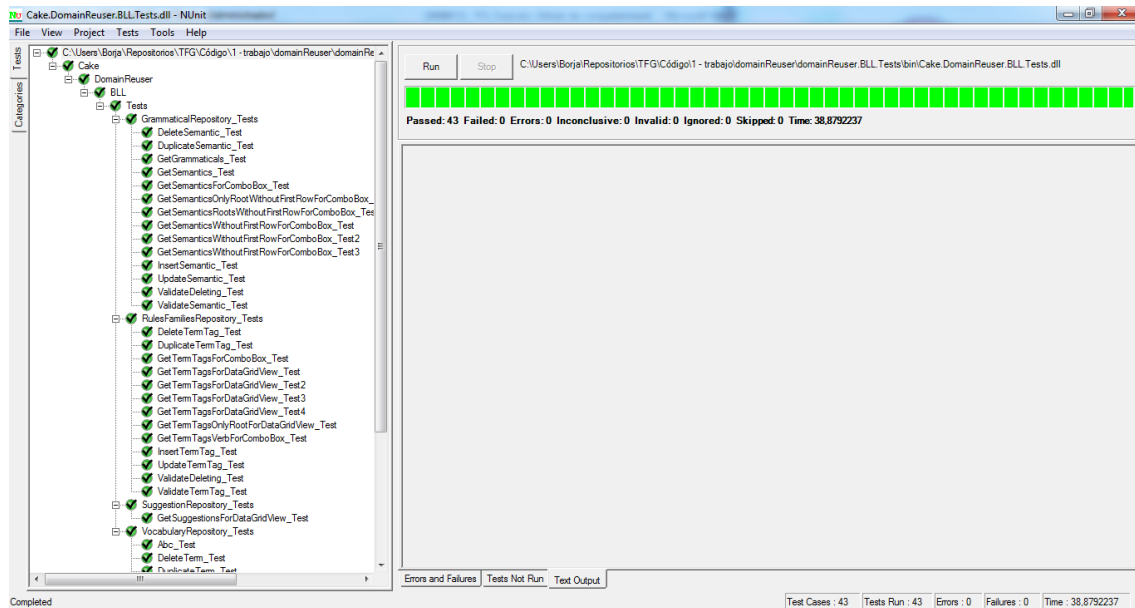 Cake.DomainReuser.BLL.Tests.dll - NUnit
File View Project Tests Tools Help
Tests
Categories
C:\Users\Borja\Repositorios\TFG\Código\1 - trabajo\domainReuser\domainRe
Cake
DomainReuser
BLL
Tests
GrammaticalRepository_Tests
DeleteSemantic_Test
DuplicateSemantic_Test
GetGrammaticals_Test
GetSemantics_Test
GetSemanticsForComboBox_Test
GetSemanticsOnlyRootWithoutFirstRowForComboBox_
GetSemanticsRootsWithoutFirstRowForComboBox_Tes
GetSemanticsWithoutFirstRowForComboBox_Test
GetSemanticsWithoutFirstRowForComboBox_Test2
GetSemanticsWithoutFirstRowForComboBox_Test3
InsertSemantic_Test
UpdateSemantic_Test
ValidateDeleting_Test
ValidateSemantic_Test
RulesFamiliesRepository_Tests
DeleteTermTag_Test
DuplicateTermTag_Test
GetTermTagsForComboBox_Test
GetTermTagsForDataGridView_Test
GetTermTagsForDataGridView_Test2
GetTermTagsForDataGridView_Test3
GetTermTagsForDataGridView_Test4
GetTermTagsOnlyRootForDataGridView_Test
GetTermTagsVerbForComboBox_Test
InsertTermTag_Test
UpdateTermTag_Test
ValidateDeleting_Test
ValidateTermTag_Test
SuggestionRepository_Tests
GetSuggestionsForDataGridView_Test
VocabularyRepository_Tests
Abc_Test
DeleteTerm_Test
DuplicateTerm_Test
Run Stop C:\Users\Borja\Repositorios\TFG\Código\1 - trabajo\domainReuser\domainReuser.BLL.Tests\bin\Cake.DomainReuser.BLL.Tests.dll
Passed: 43 Failed: 0 Errors: 0 Inconclusive: 0 Invalid: 0 Ignored: 0 Skipped: 0 Time: 38,8792237
Errors and Failures Tests Not Run Text Output
Completed Test Cases : 43 Tests Run : 43 Errors : 0 Failures : 0 Time : 38,8792237